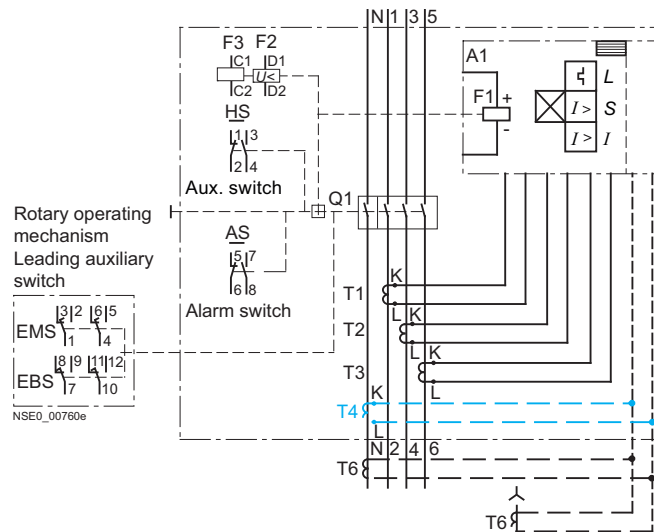 N 1 3 5
F3 F2
C1 D1
U<
C2 D2
A1
L
F1 +
I > S
-
I > I
HS
1 3
2 4
Aux. switch
Q1
Rotary operating
mechanism
Leading auxiliary
switch
AS
5 7
6 8
Alarm switch
T1 K
L
T2 K
L
T3 K
L
EMS 3 2 6 5
1 4
EBS 8 9 11 12
7 10
NSE0_00760e
T4 K
L
N 2 4 6
T6
T6